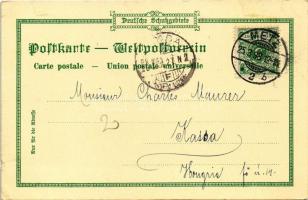 Deutsche Schutzgebiete
Postkarte — Weltpostverein
Carte postale — Union postale universelle
METZ
Nur für die Adresse
Monsieur Charles Maurer
2
Kassa
Hongrie